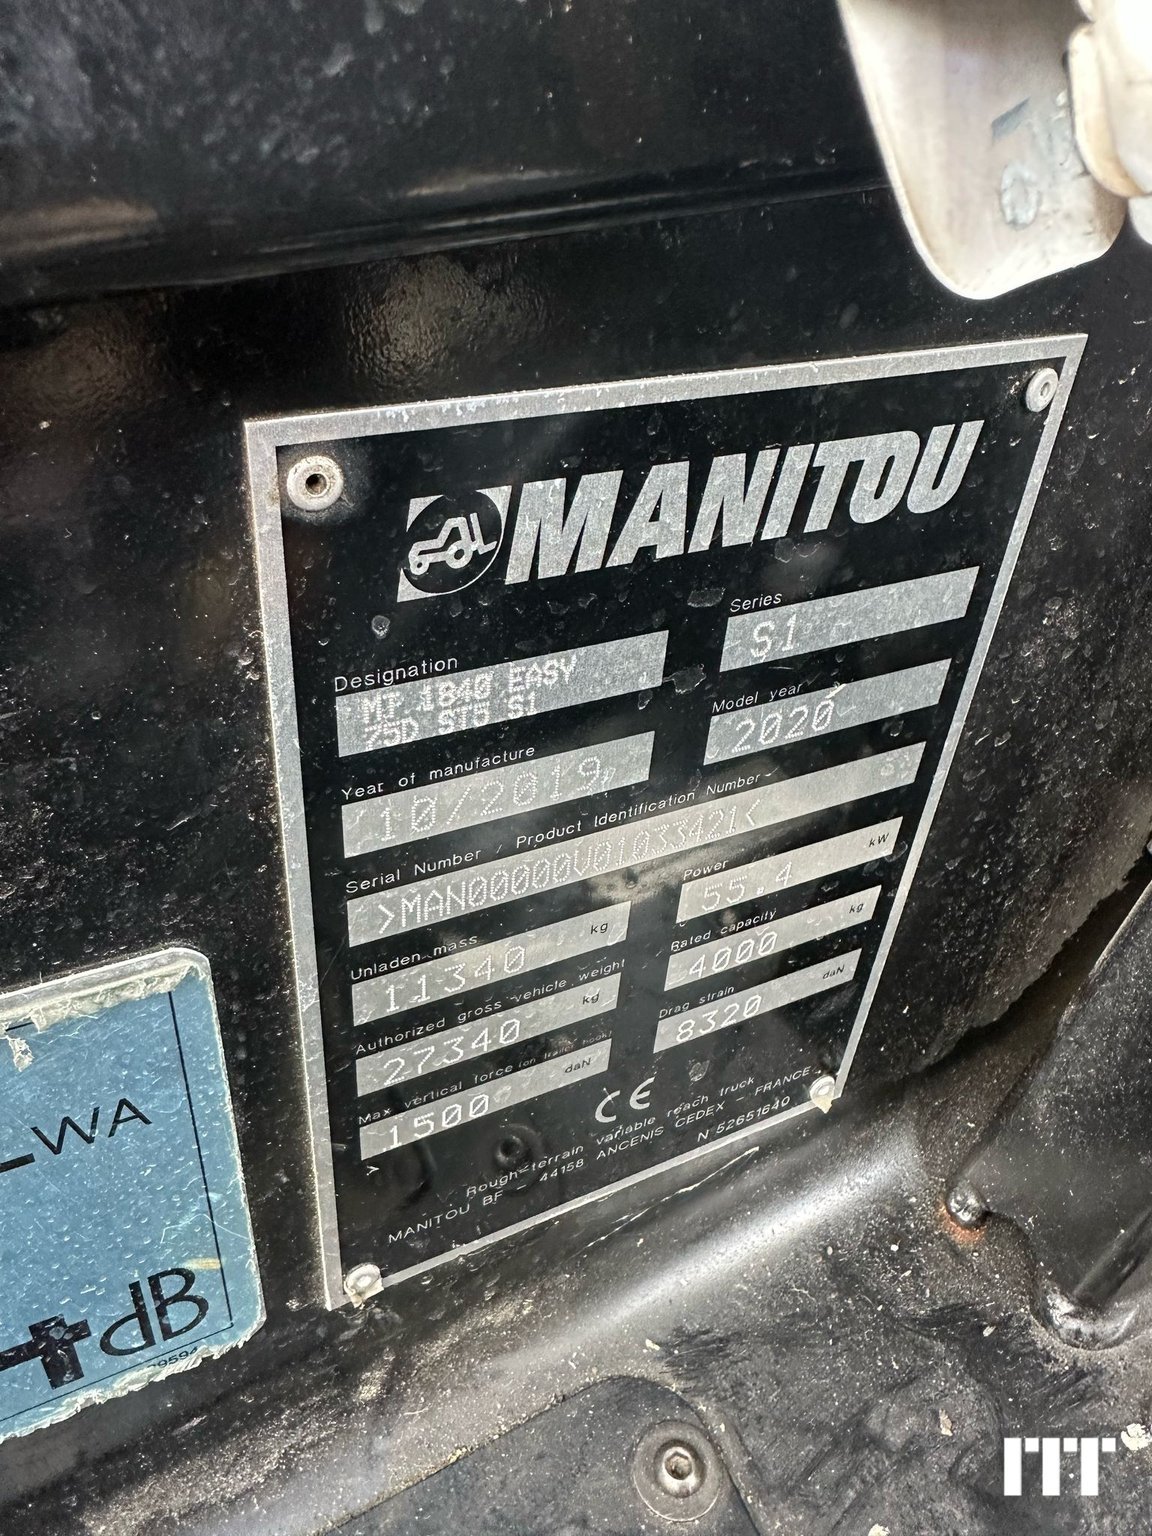 MANITOU
Series
S1
Designation
MT 1840 EASY
75D ST5 S1
Model year
2020
Year of manufacture
10/2019
Serial Number / Product Identification Number
>MAN00000V01033421<
Power
55.4 kW
Unladen mass
11340 kg
Rated capacity
4000 kg
Authorized gross vehicle weight
27340 kg
Drag strain
8320 daN
Max vertical force (on trailer hook)
1500 daN
CE
Rough-terrain variable reach truck
MANITOU BF - 44158 ANCENIS CEDEX - FRANCE
N 52651640
LWA
dB
ITT